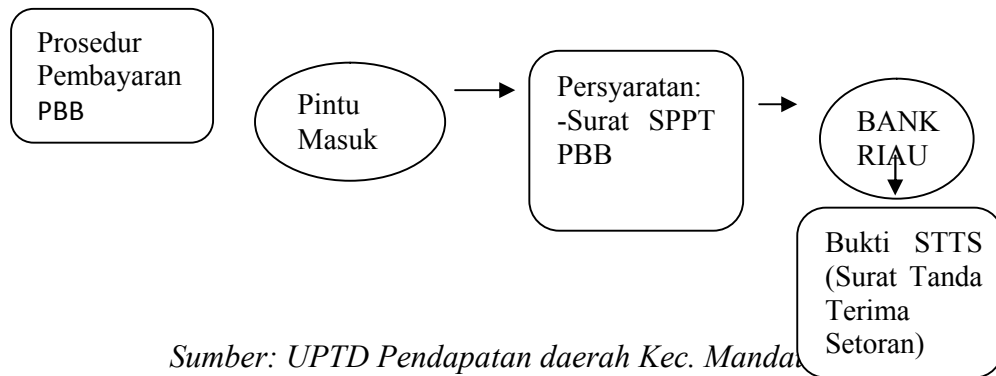 Prosedur
Pembayaran
PBB
Pintu
Masuk
Persyaratan:
-Surat SPPT
PBB
BANK
RIAU
Bukti STTS
(Surat Tanda
Terima
Setoran)
Sumber: UPTD Pendapatan daerah Kec.